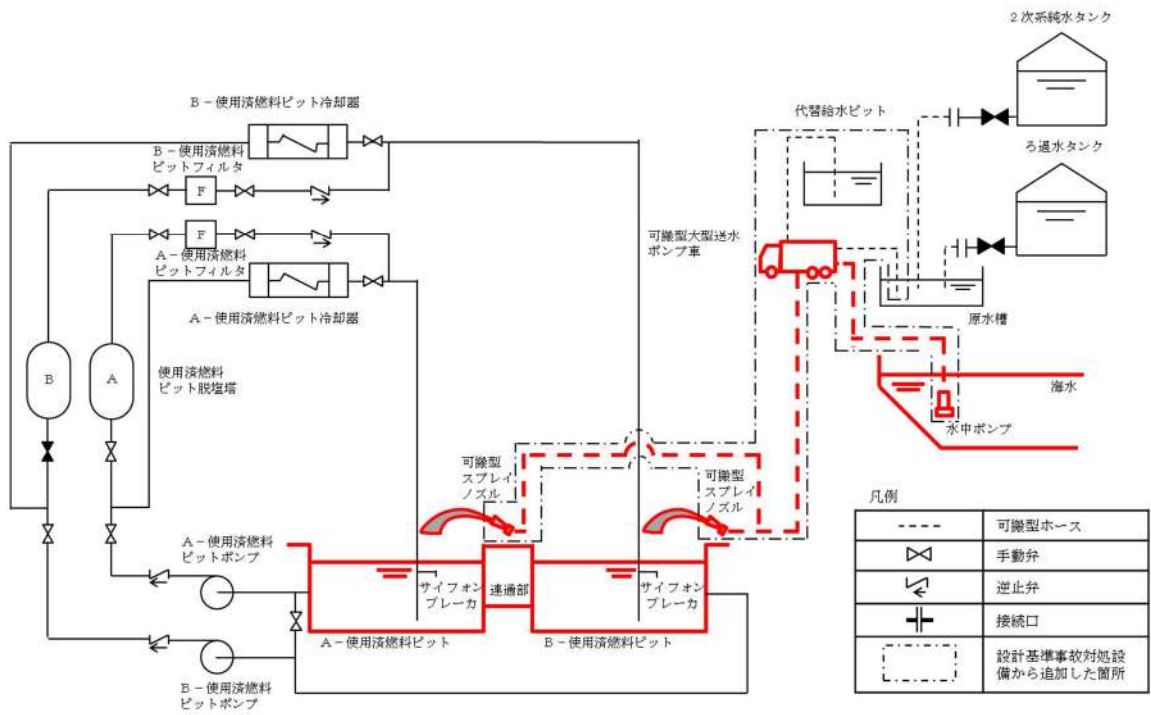 2次系純水タンク
B－使用済燃料ピット冷却器
代替給水ピット
B－使用済燃料
ピットフィルタ
F
ろ過水タンク
F
A－使用済燃料
ピットフィルタ
可搬型大型送水
ポンプ車
A－使用済燃料ピット冷却器
原水槽
B
A
使用済燃料
ピット脱塩塔
海水
水中ポンプ
可搬型
スプレイ
ノズル
可搬型
スプレイ
ノズル
凡例
可搬型ホース
手動弁
逆止弁
接続口
設計基準事故対処設
備から追加した箇所
A－使用済燃料
ピットポンプ
サイフォン
ブレーカ
連通部
サイフォン
ブレーカ
A－使用済燃料ピット
B－使用済燃料ピット
B－使用済燃料
ピットポンプ